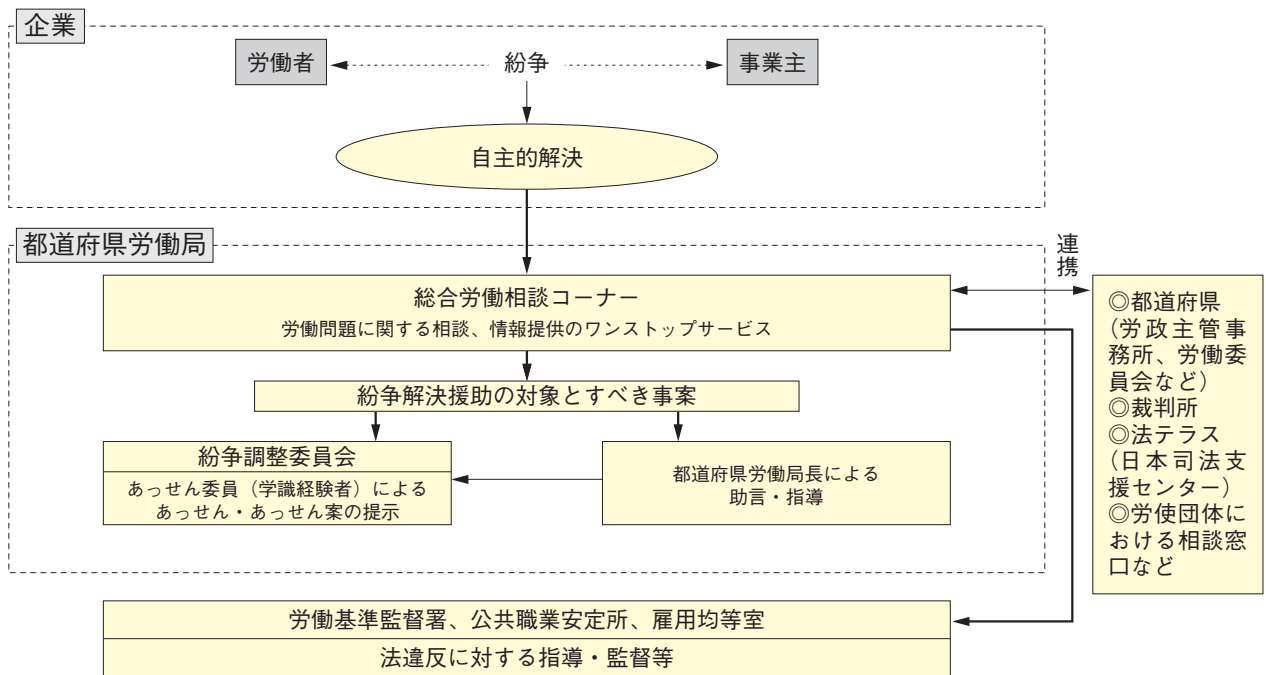 企業
労働者
紛争
事業主
自主的解決
都道府県労働局
連携
総合労働相談コーナー
労働問題に関する相談、情報提供のワンストップサービス
紛争解決援助の対象とすべき事案
紛争調整委員会
あっせん委員（学識経験者）による
あっせん・あっせん案の提示
都道府県労働局長による
助言・指導
◎都道府県
（労政主管事
務所、労働委
員会など）
◎裁判所
◎法テラス
（日本司法支
援センター）
◎労使団体に
おける相談窓
口など
労働基準監督署、公共職業安定所、雇用均等室
法違反に対する指導・監督等